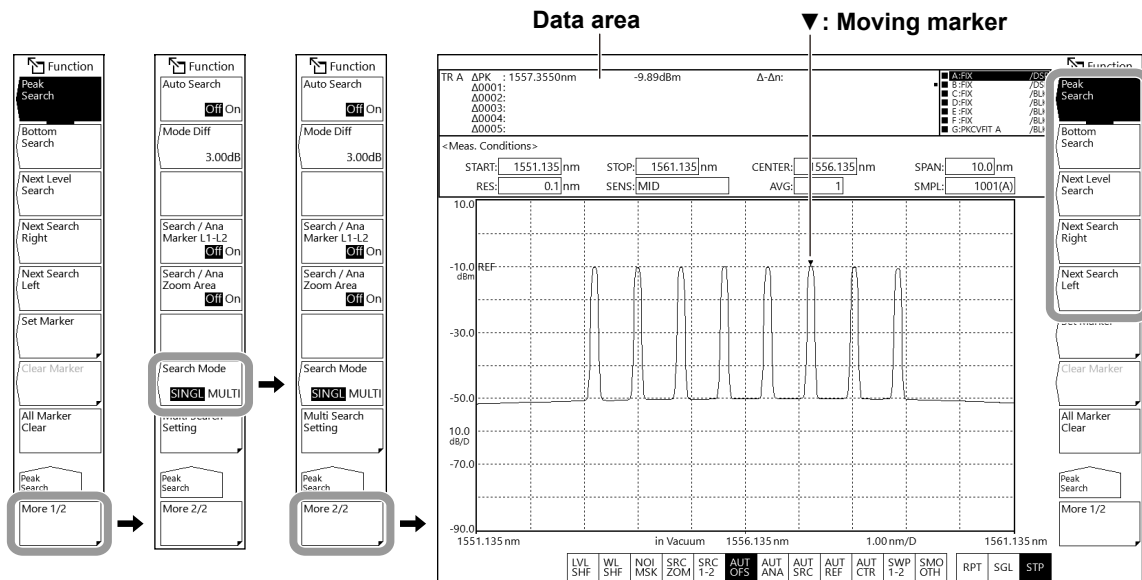 Data area
▼: Moving marker
Function
Peak Search
Bottom Search
Next Level Search
Next Search Right
Next Search Left
Set Marker
Clear Marker
All Marker Clear
Peak Search
More 1/2
Function
Auto Search
Off On
Mode Diff
3.00dB
Search / Ana Marker L1-L2
Off On
Search / Ana Zoom Area
Off On
Search Mode
SINGL MULTI
Multi Search Setting
Peak Search
More 2/2
Function
Auto Search
Off On
Mode Diff
3.00dB
Search / Ana Marker L1-L2
Off On
Search / Ana Zoom Area
Off On
Search Mode
SINGL MULTI
Multi Search Setting
Peak Search
More 2/2
TR A ΔPK : 1557.3550nm -9.89dBm Δ-Δn:
Δ0001:
Δ0002:
Δ0003:
Δ0004:
Δ0005:
A:FIX /DSP
B:FIX /DS
C:FIX /BL
D:FIX /BL
E:FIX /BL
F:FIX /BL
G:PKCVFIT A /BL
<Meas. Conditions>
START: 1551.135 nm STOP: 1561.135 nm CENTER: 1556.135 nm SPAN: 10.0 nm
RES: 0.1 nm SENS: MID AVG: 1 SMPL: 1001(A)
10.0
-10.0 REF
dBm
-30.0
-50.0
10.0
dB/D
-70.0
-90.0
1551.135 nm in Vacuum 1556.135 nm 1.00 nm/D 1561.135 nm
LVL SHF
WL SHF
NOI MSK
SRC ZOM
SRC 1-2
AUT OFS
AUT ANA
AUT SRC
AUT REF
AUT CTR
SWP 1-2
SMO OTH
RPT
SGL
STP
Function
Peak Search
Bottom Search
Next Level Search
Next Search Right
Next Search Left
Set Marker
Clear Marker
All Marker Clear
Peak Search
More 1/2